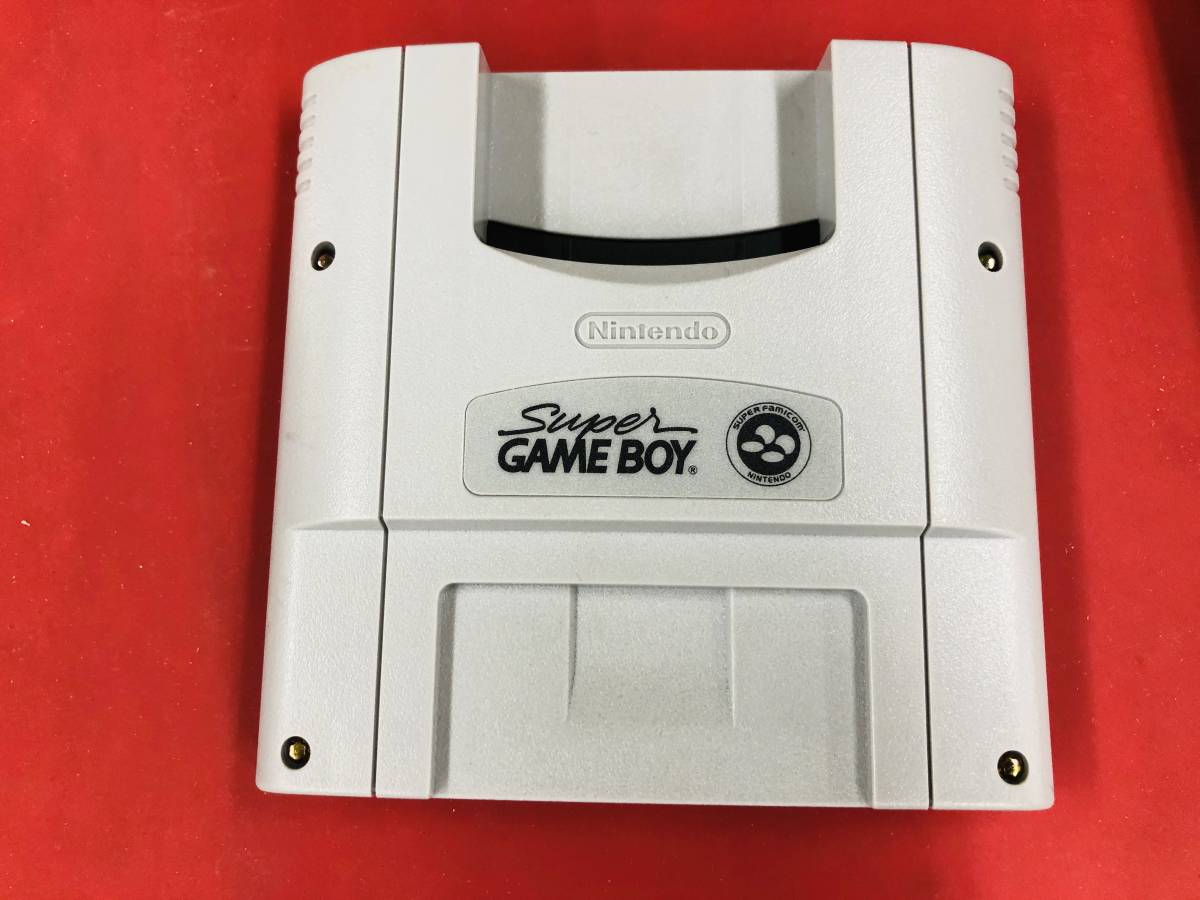 Nintendo
Super
GAME BOY®
SUPER FAMICOM
NINTENDO